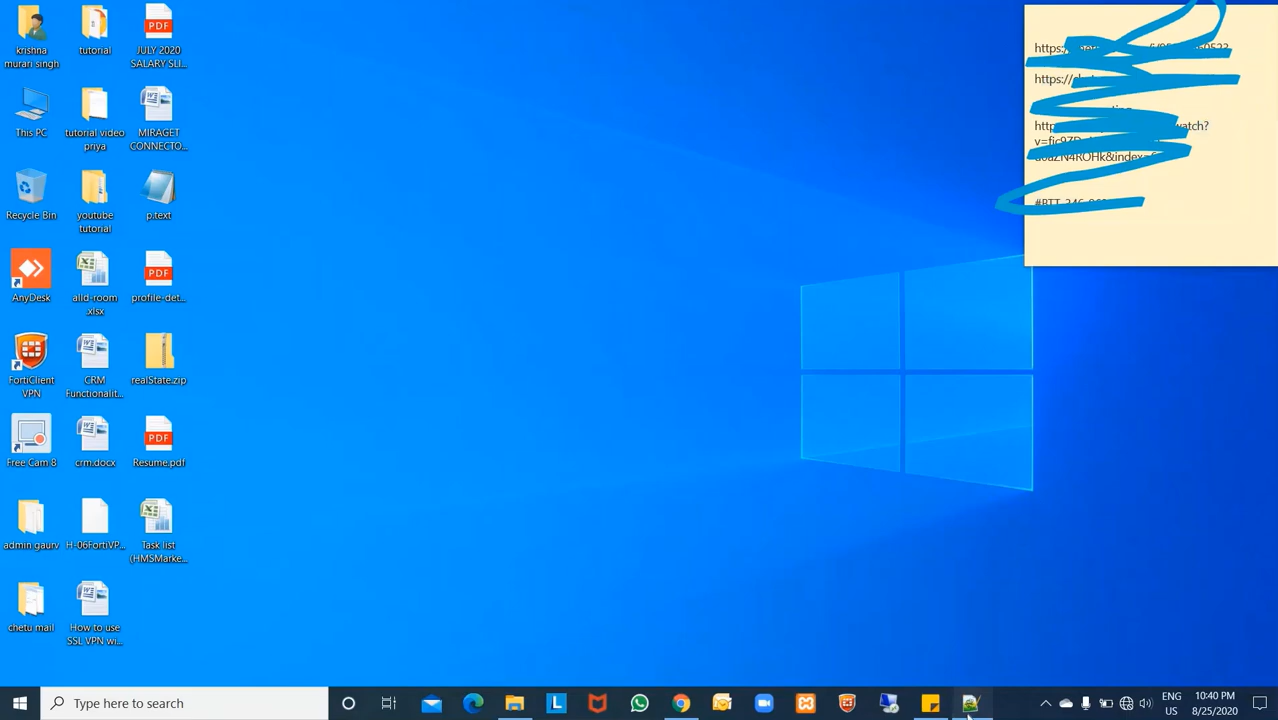 krishna
murari singh
tutorial
JULY 2020
SALARY SLI...
This PC
tutorial video
priya
MIRAGET
CONNECTO...
Recycle Bin
youtube
tutorial
p.text
AnyDesk
alld-room
.xlsx
profile-det...
FortiClient
VPN
CRM
Functionalit...
realState.zip
Free Cam 8
crm.docx
Resume.pdf
admin gaurv
H-06FortiVP...
Task list
(HMSMarke...
chetu mail
How to use
SSL VPN wi...
PDF
PDF
PDF
https:/
https://
watch?
Type here to search
ENG
US
10:40 PM
8/25/2020